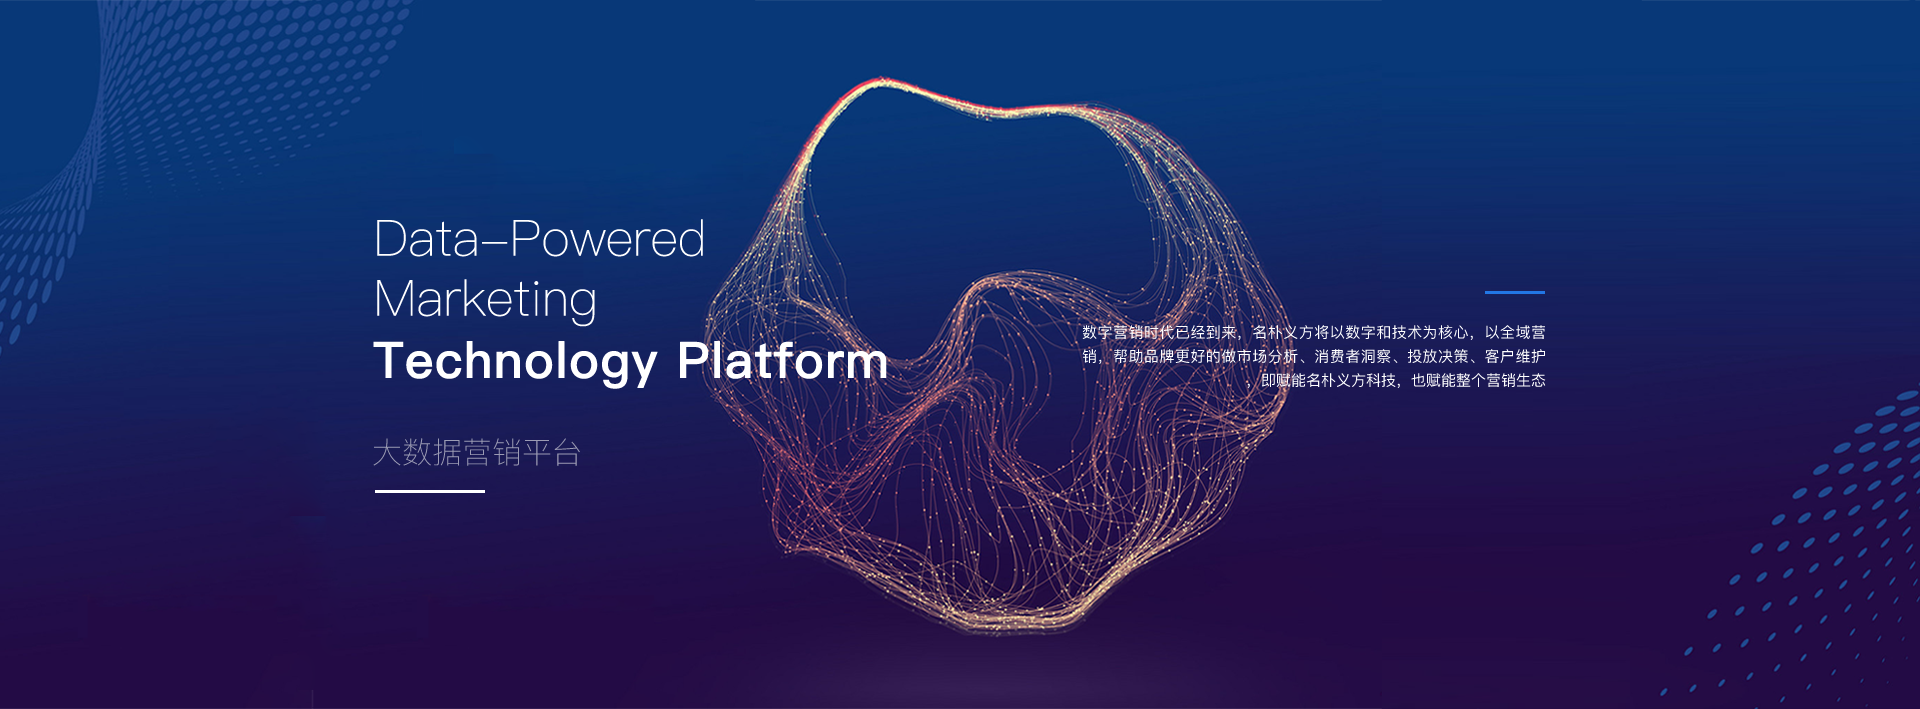 Data-Powered
Marketing
Technology Platform
大数据营销平台
数字营销时代已经到来，名朴义方将以数字和技术为核心，以全域营
销，帮助品牌更好的做市场分析、消费者洞察、投放决策、客户维护
，即赋能名朴义方科技，也赋能整个营销生态